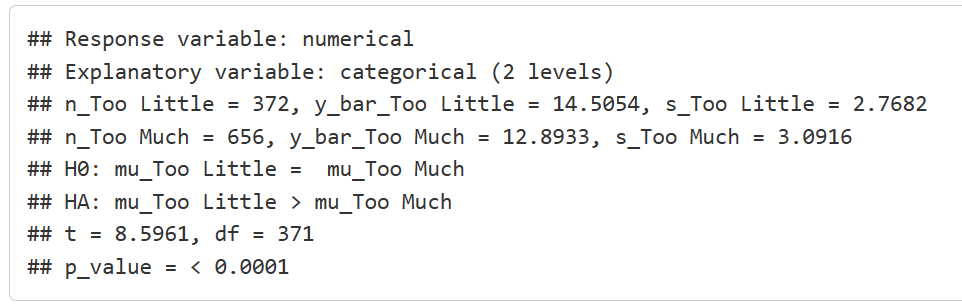 ## Response variable: numerical
## Explanatory variable: categorical (2 levels)
## n_Too Little = 372, y_bar_Too Little = 14.5054, s_Too Little = 2.7682
## n_Too Much = 656, y_bar_Too Much = 12.8933, s_Too Much = 3.0916
## H0: mu_Too Little =  mu_Too Much
## HA: mu_Too Little > mu_Too Much
## t = 8.5961, df = 371
## p_value = < 0.0001